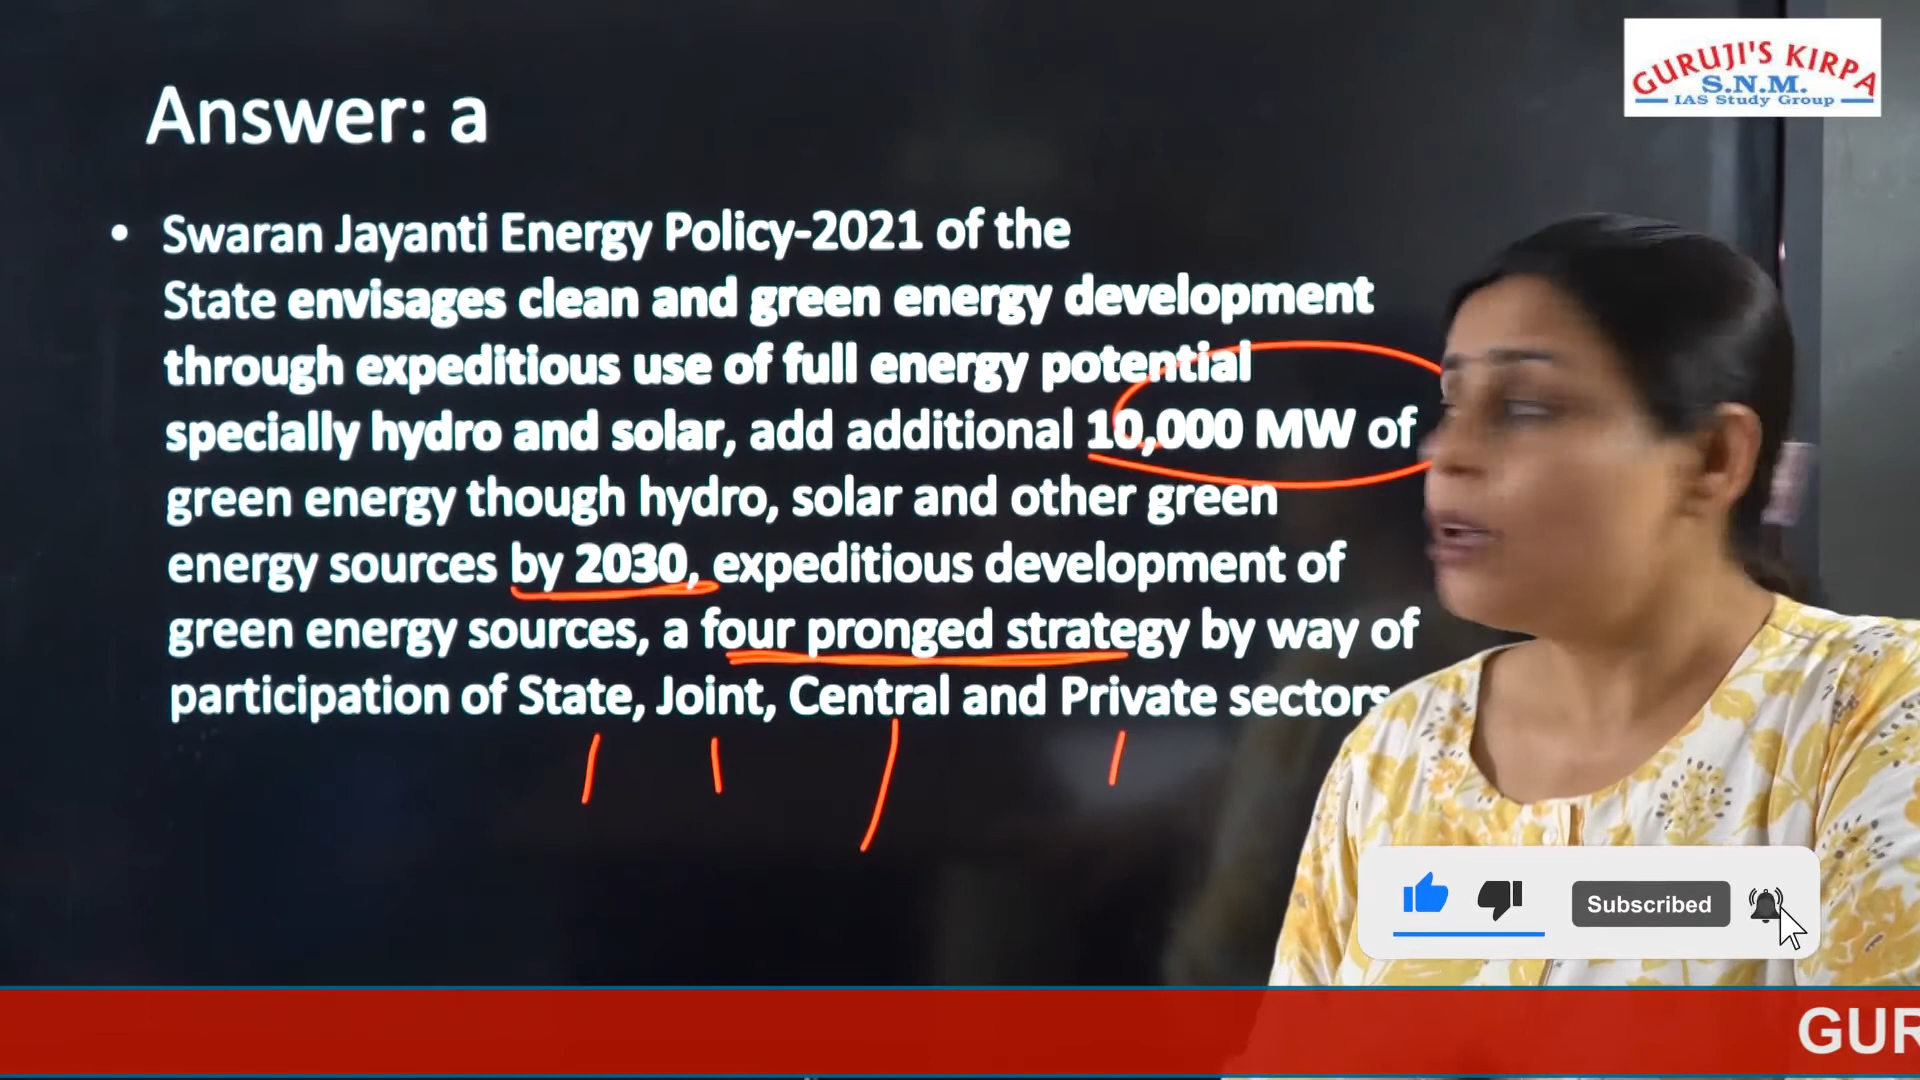 GURUJI'S KIRPA
S.N.M.
IAS Study Group
Answer: a
• Swaran Jayanti Energy Policy-2021 of the
State envisages clean and green energy development
through expeditious use of full energy potential
specially hydro and solar, add additional 10,000 MW of
green energy though hydro, solar and other green
energy sources by 2030, expeditious development of
green energy sources, a four pronged strategy by way of
participation of State, Joint, Central and Private sectors
Subscribed
GUR